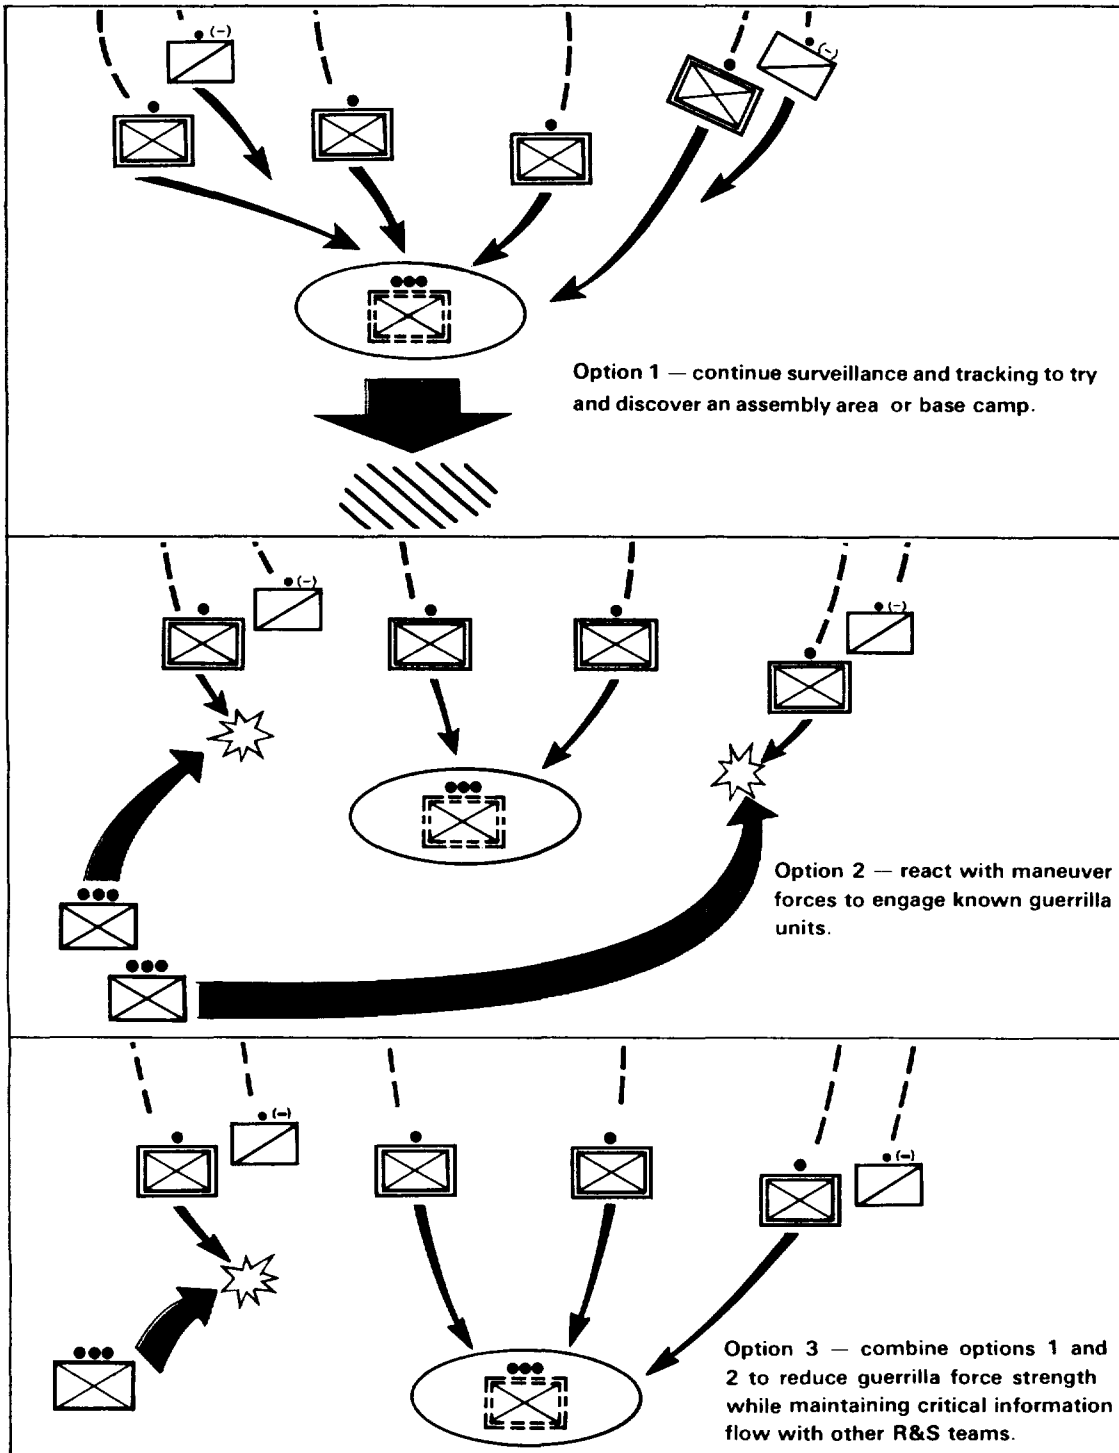 (-)
(-)
Option 1 — continue surveillance and tracking to try
and discover an assembly area or base camp.
(-)
(-)
Option 2 — react with maneuver
forces to engage known guerrilla
units.
(-)
(-)
Option 3 — combine options 1 and
2 to reduce guerrilla force strength
while maintaining critical information
flow with other R&S teams.